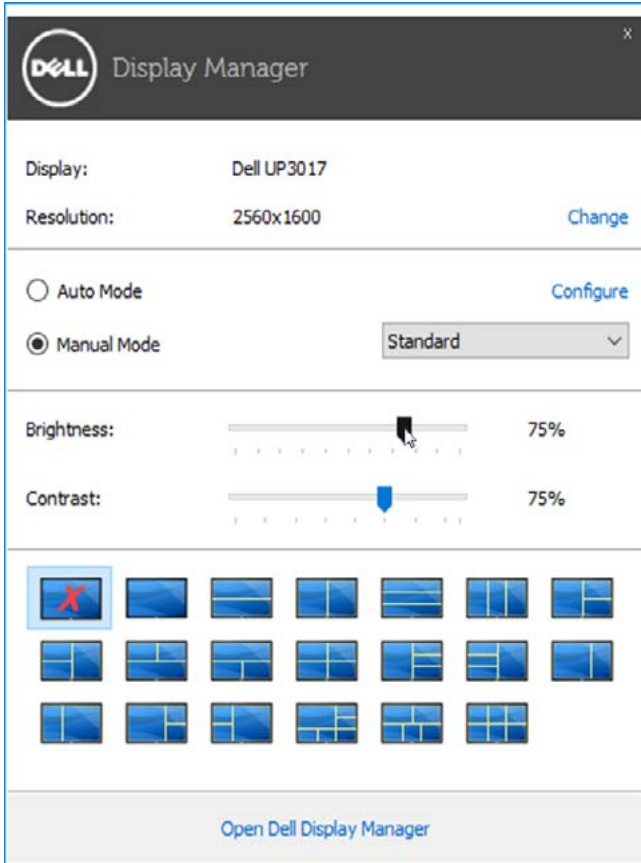 DELL Display Manager
X
Display: Dell UP3017
Resolution: 2560x1600 Change
Auto Mode Configure
Manual Mode Standard
Brightness: 75%
Contrast: 75%
X
Open Dell Display Manager